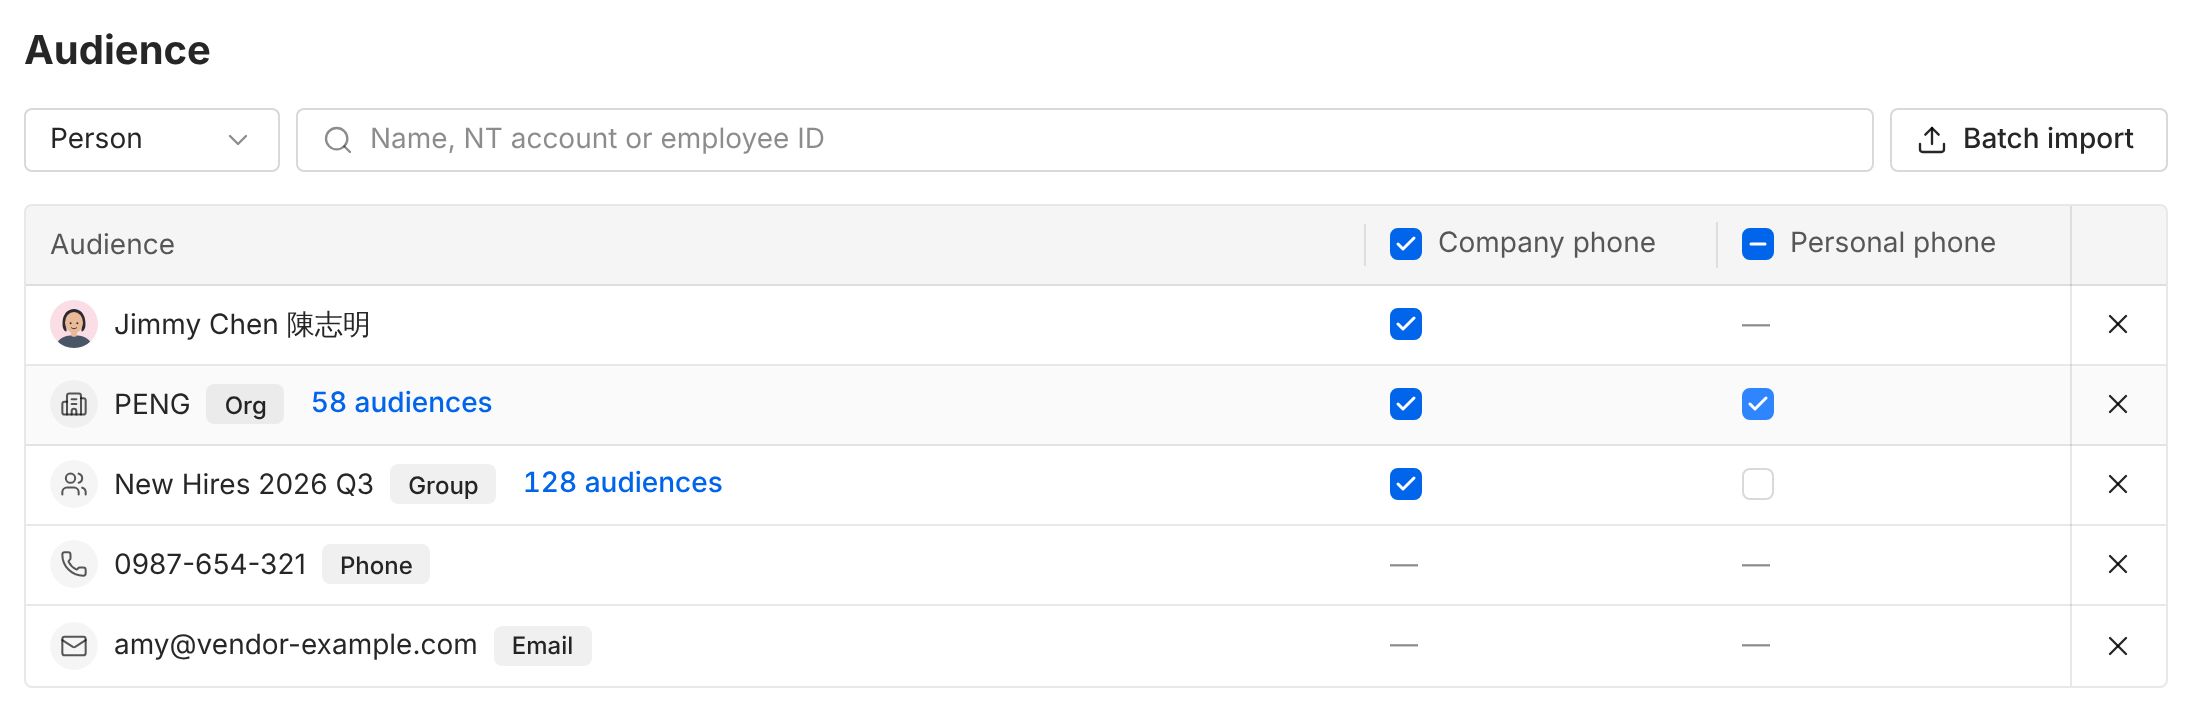 Audience
Person
Name, NT account or employee ID
Batch import
Audience Company phone Personal phone
Jimmy Chen 陳志明 —
PENG Org 58 audiences
New Hires 2026 Q3 Group 128 audiences
0987-654-321 Phone — —
amy@vendor-example.com Email — —